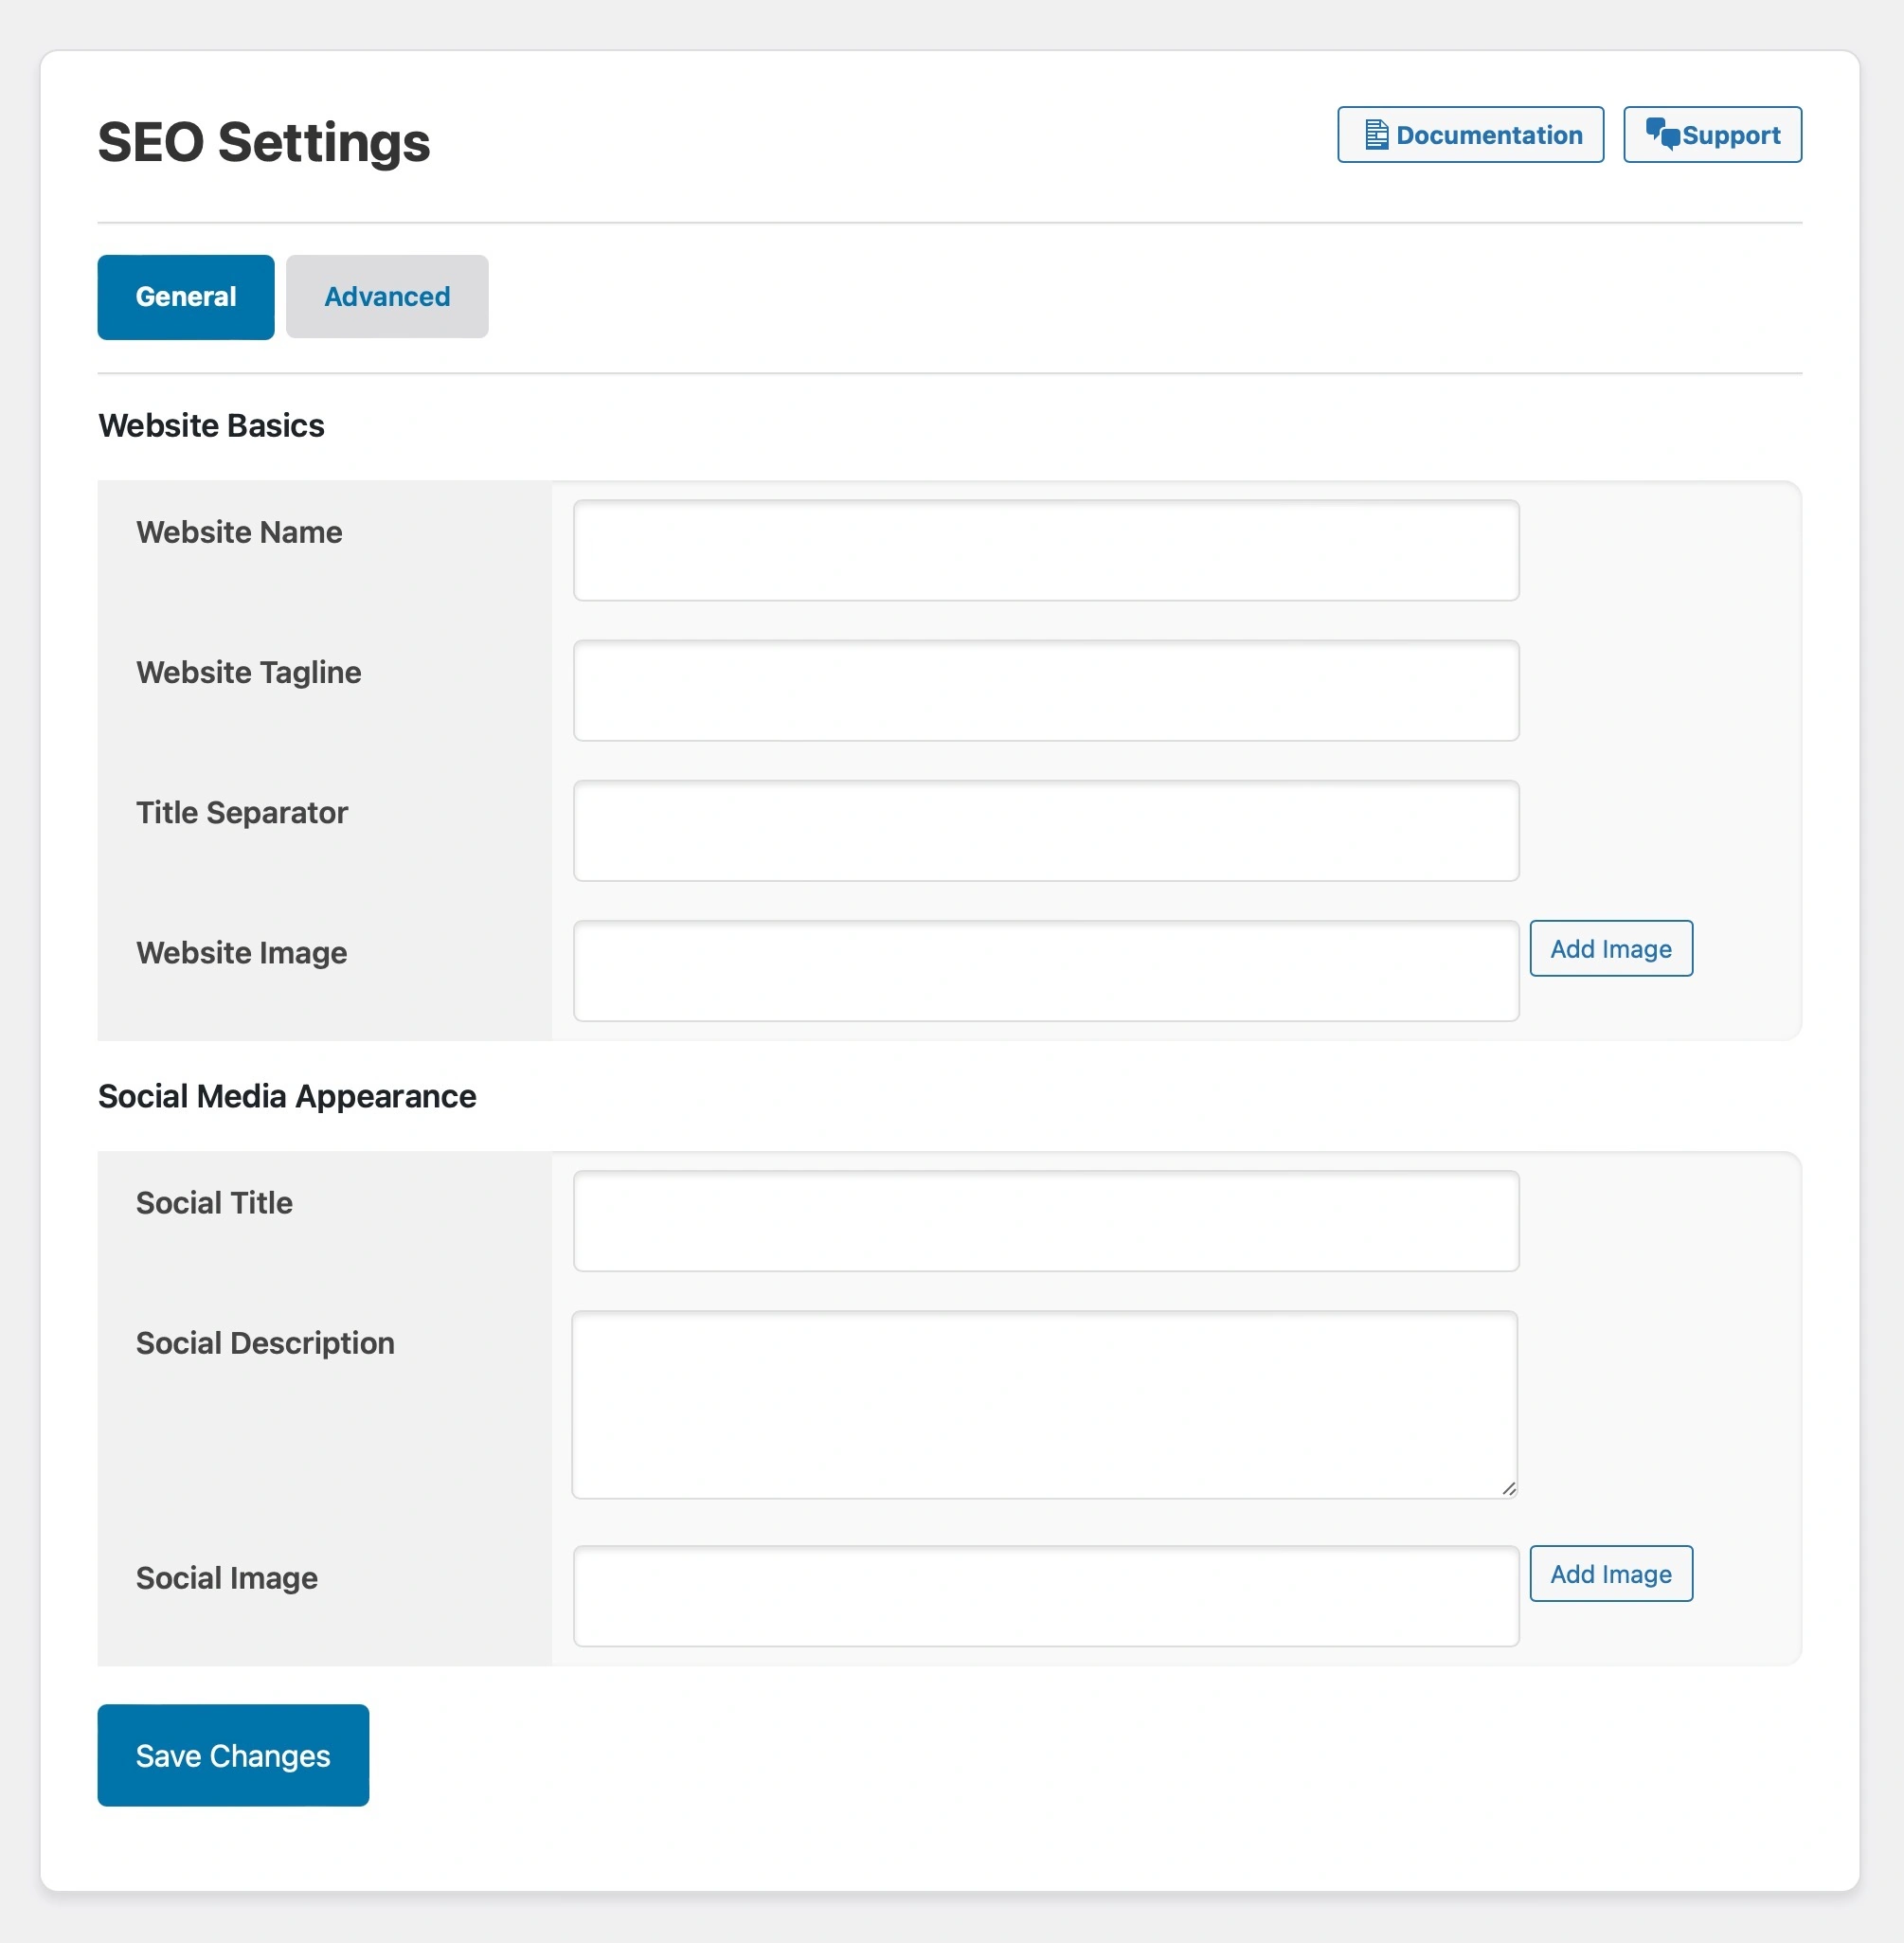 SEO Settings
Documentation
Support
General
Advanced
Website Basics
Website Name
Website Tagline
Title Separator
Website Image
Add Image
Social Media Appearance
Social Title
Social Description
Social Image
Add Image
Save Changes